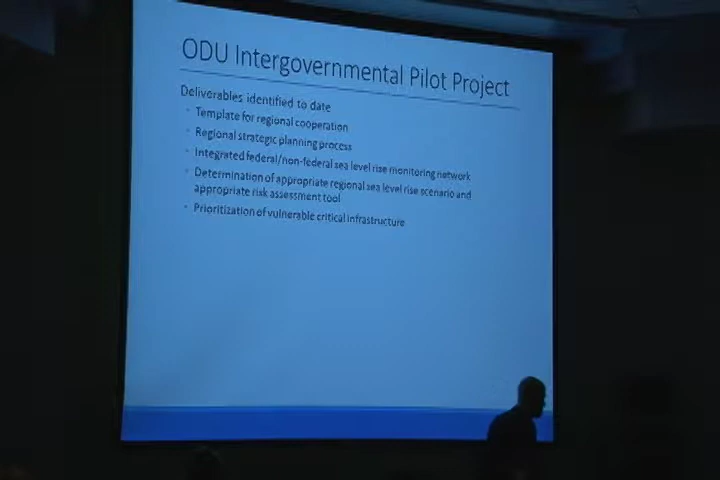 ODU Intergovernmental Pilot Project
Deliverables identified to date
Template for regional cooperation
Regional strategic planning process
Integrated federal/non-federal sea level rise monitoring network
Determination of appropriate regional sea level rise scenario and
appropriate risk assessment tool
Prioritization of vulnerable critical infrastructure